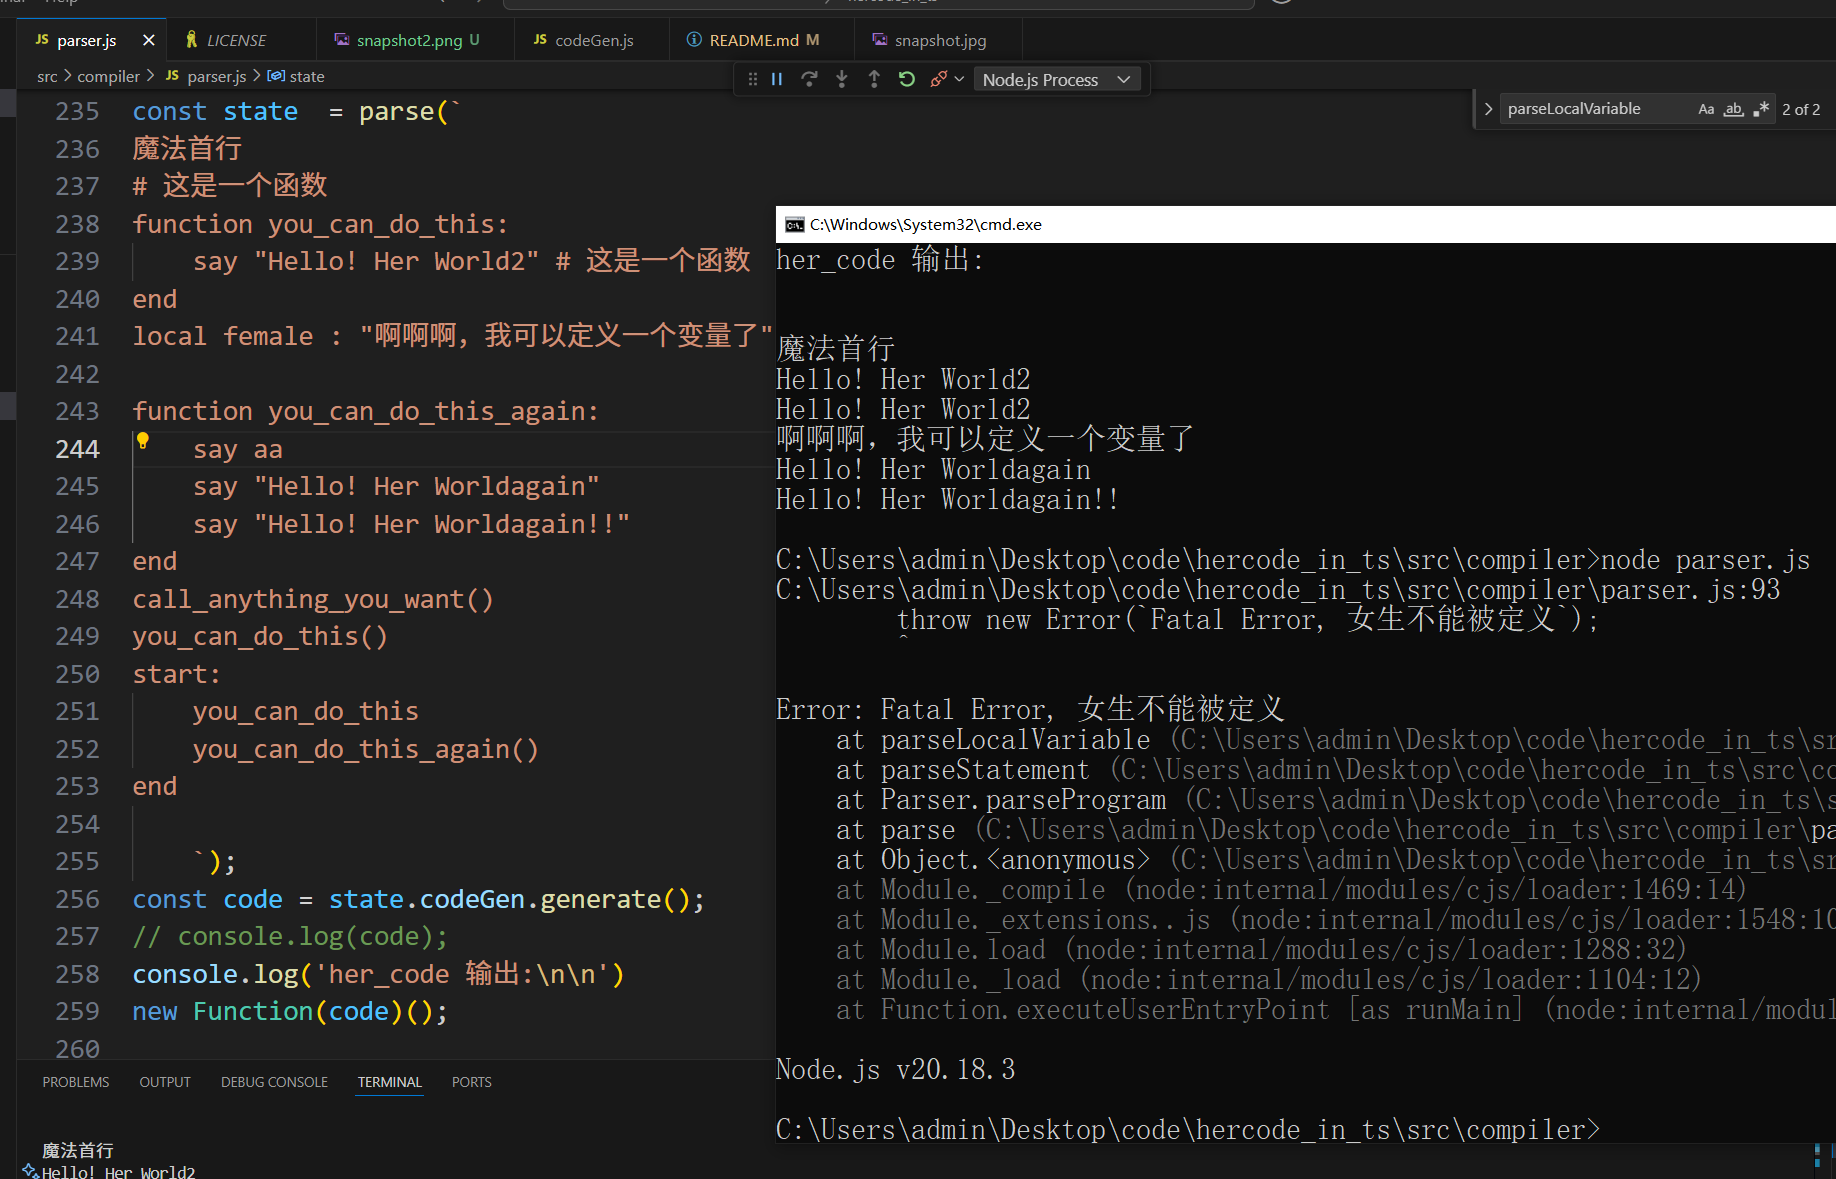 Help
parser.js
LICENSE
snapshot2.png U
JS codeGen.js
README.md M
snapshot.jpg
src > compiler > JS parser.js > state
Node.js Process
parseLocalVariable Aa ab .* 2 of 2
235 const state  = parse(`
236 魔法首行
237 # 这是一个函数
238 function you_can_do_this:
239     say "Hello! Her World2" # 这是一个函数
240 end
241 local female : "啊啊啊，我可以定义一个变量了"
242
243 function you_can_do_this_again:
244     say aa
245     say "Hello! Her Worldagain"
246     say "Hello! Her Worldagain!!"
247 end
248 call_anything_you_want()
249 you_can_do_this()
250 start:
251     you_can_do_this
252     you_can_do_this_again()
253 end
254
255     `);
256 const code = state.codeGen.generate();
257 // console.log(code);
258 console.log('her_code 输出:\n\n')
259 new Function(code)();
260
C:\Windows\System32\cmd.exe
her_code 输出:
魔法首行
Hello! Her World2
Hello! Her World2
啊啊啊，我可以定义一个变量了
Hello! Her Worldagain
Hello! Her Worldagain!!
C:\Users\admin\Desktop\code\hercode_in_ts\src\compiler>node parser.js
C:\Users\admin\Desktop\code\hercode_in_ts\src\compiler\parser.js:93
        throw new Error(`Fatal Error, 女生不能被定义`);
        ^
Error: Fatal Error, 女生不能被定义
    at parseLocalVariable (C:\Users\admin\Desktop\code\hercode_in_ts\sr
    at parseStatement (C:\Users\admin\Desktop\code\hercode_in_ts\src\co
    at Parser.parseProgram (C:\Users\admin\Desktop\code\hercode_in_ts\s
    at parse (C:\Users\admin\Desktop\code\hercode_in_ts\src\compiler\pa
    at Object.<anonymous> (C:\Users\admin\Desktop\code\hercode_in_ts\sr
    at Module._compile (node:internal/modules/cjs/loader:1469:14)
    at Module._extensions..js (node:internal/modules/cjs/loader:1548:10
    at Module.load (node:internal/modules/cjs/loader:1288:32)
    at Module._load (node:internal/modules/cjs/loader:1104:12)
    at Function.executeUserEntryPoint [as runMain] (node:internal/modul
Node.js v20.18.3
C:\Users\admin\Desktop\code\hercode_in_ts\src\compiler>
PROBLEMS OUTPUT DEBUG CONSOLE TERMINAL PORTS
魔法首行
Hello! Her World2